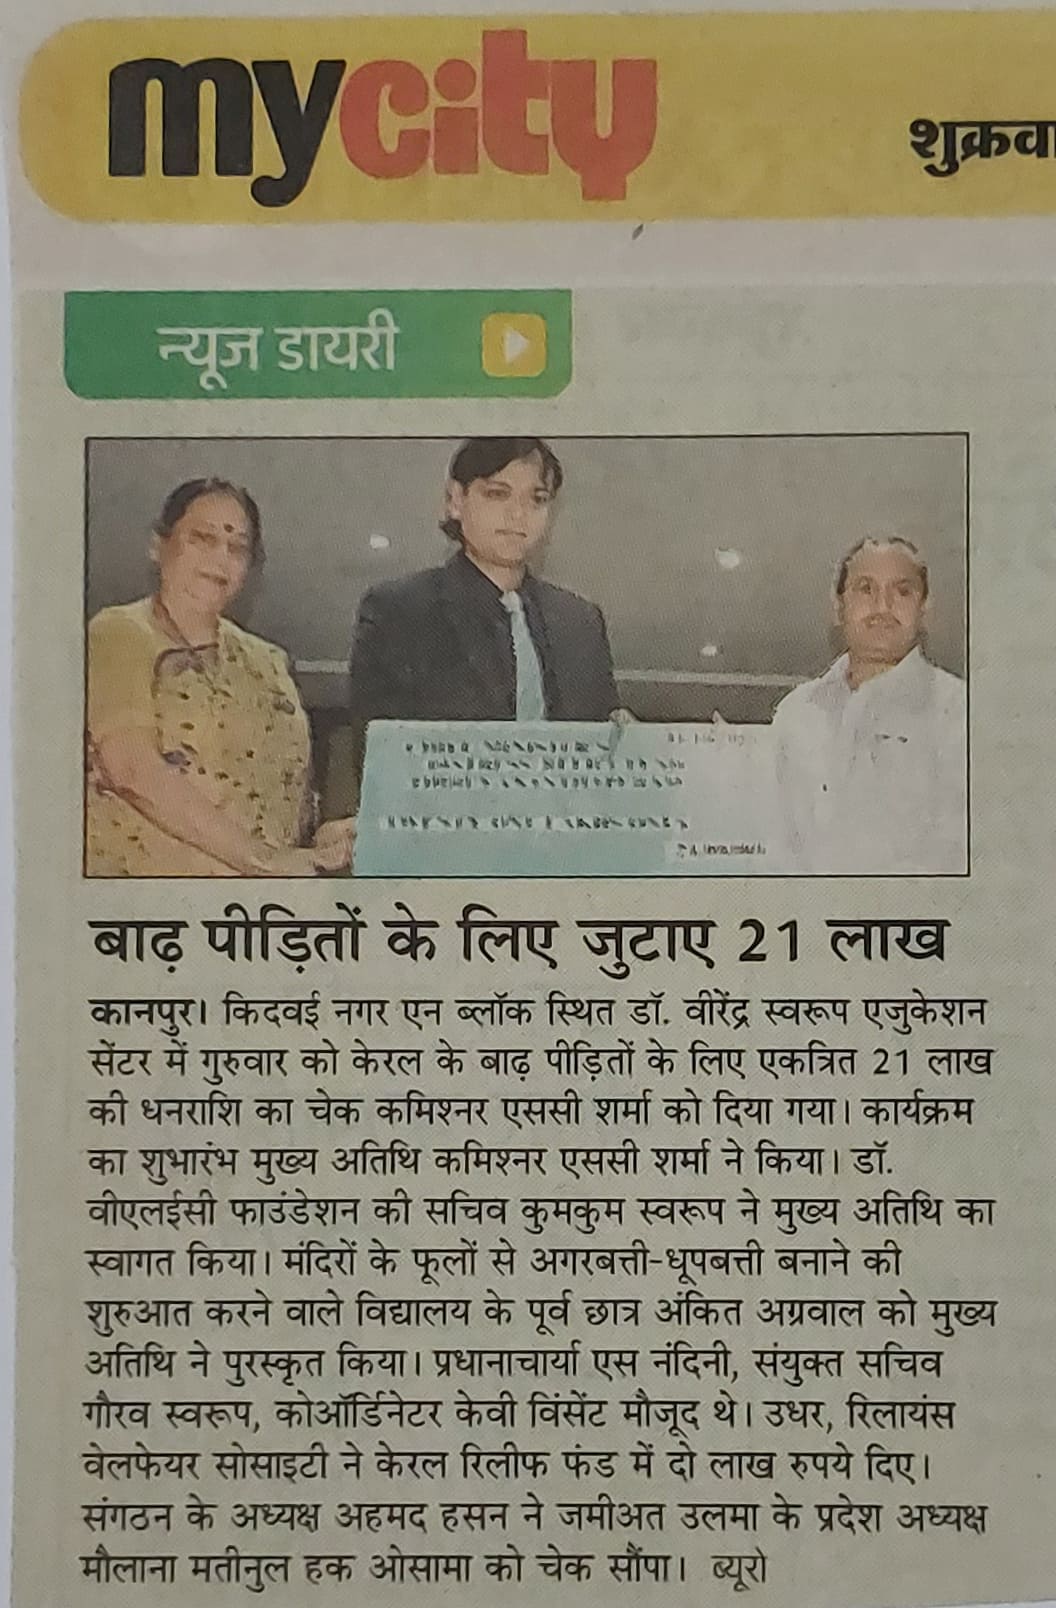 mycity
शुक्रवा
न्यूज डायरी
बाढ़ पीड़ितों के लिए जुटाए 21 लाख
कानपुर। किदवई नगर एन ब्लॉक स्थित डॉ. वीरेंद्र स्वरूप एजुकेशन
सेंटर में गुरुवार को केरल के बाढ़ पीड़ितों के लिए एकत्रित 21 लाख
की धनराशि का चेक कमिश्नर एससी शर्मा को दिया गया। कार्यक्रम
का शुभारंभ मुख्य अतिथि कमिश्नर एससी शर्मा ने किया। डॉ.
वीएलईसी फाउंडेशन की सचिव कुमकुम स्वरूप ने मुख्य अतिथि का
स्वागत किया। मंदिरों के फूलों से अगरबत्ती-धूपबत्ती बनाने की
शुरुआत करने वाले विद्यालय के पूर्व छात्र अंकित अग्रवाल को मुख्य
अतिथि ने पुरस्कृत किया। प्रधानाचार्या एस नंदिनी, संयुक्त सचिव
गौरव स्वरूप, कोऑर्डिनेटर केवी विंसेंट मौजूद थे। उधर, रिलायंस
वेलफेयर सोसाइटी ने केरल रिलीफ फंड में दो लाख रुपये दिए।
संगठन के अध्यक्ष अहमद हसन ने जमीअत उलमा के प्रदेश अध्यक्ष
मौलाना मतीनुल हक ओसामा को चेक सौंपा। ब्यूरो